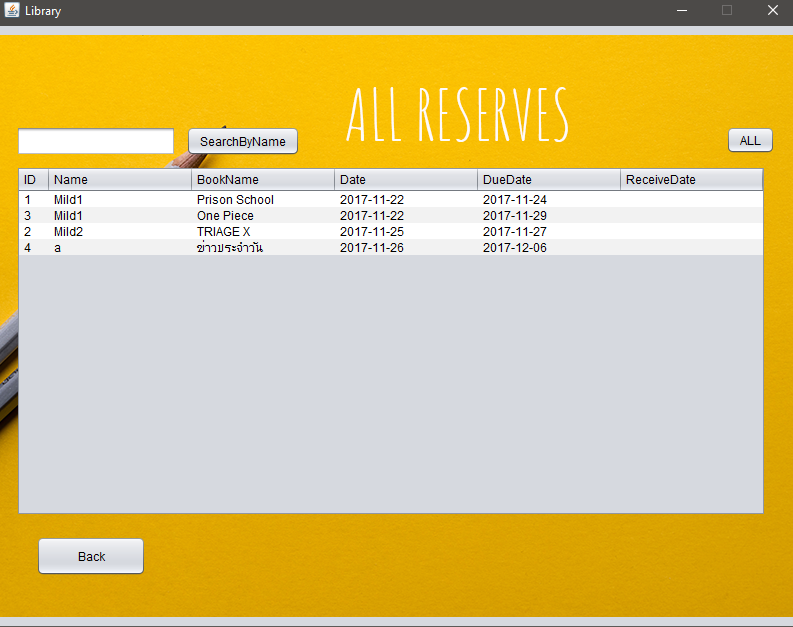 Library
ALL RESERVES
SearchByName
ALL
ID Name BookName Date DueDate ReceiveDate
1 Mild1 Prison School 2017-11-22 2017-11-24
3 Mild1 One Piece 2017-11-22 2017-11-29
2 Mild2 TRIAGE X 2017-11-25 2017-11-27
4 a ข่าวประจำวัน 2017-11-26 2017-12-06
Back